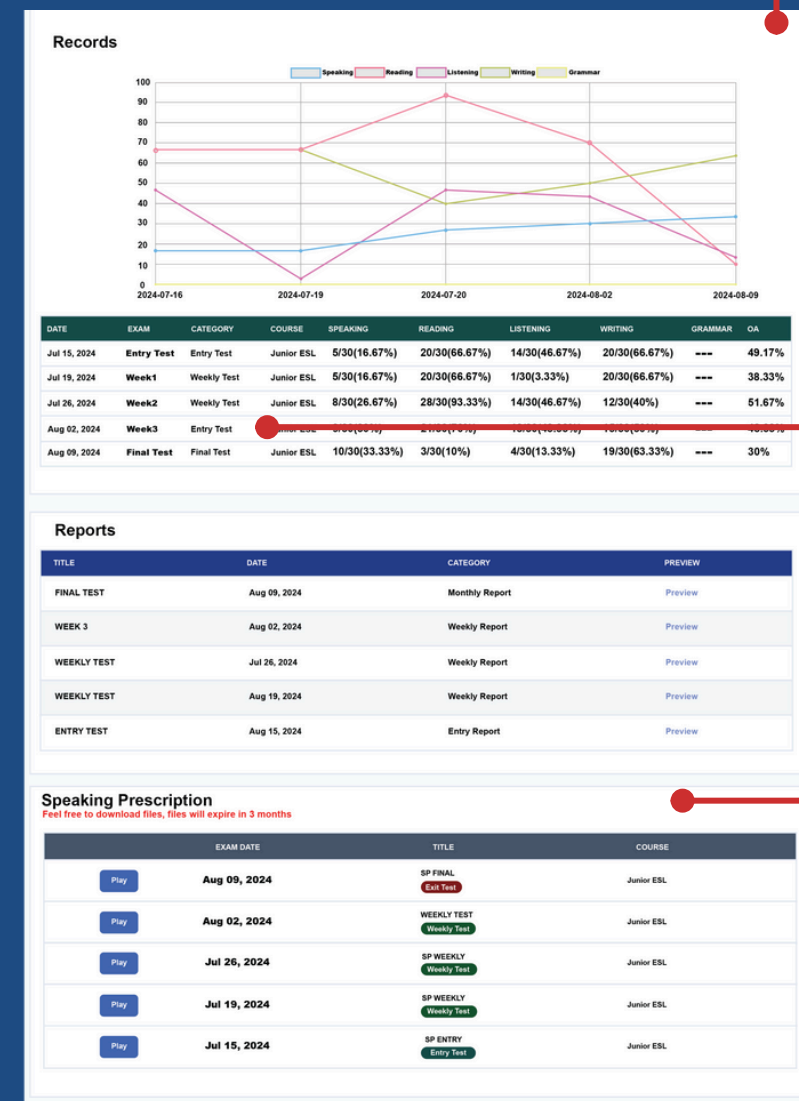 Records
Speaking Reading Listening Writing Grammar
100
90
80
70
60
50
40
30
20
10
0
2024-07-16 2024-07-19 2024-07-20 2024-08-02 2024-08-09
DATE EXAM CATEGORY COURSE SPEAKING READING LISTENING WRITING GRAMMAR OA
Jul 15, 2024 Entry Test Entry Test Junior ESL 5/30(16.67%) 20/30(66.67%) 14/30(46.67%) 20/30(66.67%) --- 49.17%
Jul 19, 2024 Week1 Weekly Test Junior ESL 5/30(16.67%) 20/30(66.67%) 1/30(3.33%) 20/30(66.67%) --- 38.33%
Jul 26, 2024 Week2 Weekly Test Junior ESL 8/30(26.67%) 28/30(93.33%) 14/30(46.67%) 12/30(40%) --- 51.67%
Aug 02, 2024 Week3 Entry Test
Aug 09, 2024 Final Test Final Test Junior ESL 10/30(33.33%) 3/30(10%) 4/30(13.33%) 19/30(63.33%) --- 30%
Reports
TITLE DATE CATEGORY PREVIEW
FINAL TEST Aug 09, 2024 Monthly Report Preview
WEEK 3 Aug 02, 2024 Weekly Report Preview
WEEKLY TEST Jul 26, 2024 Weekly Report Preview
WEEKLY TEST Aug 19, 2024 Weekly Report Preview
ENTRY TEST Aug 15, 2024 Entry Report Preview
Speaking Prescription
Feel free to download files, files will expire in 3 months
EXAM DATE TITLE COURSE
Play Aug 09, 2024 SP FINAL Junior ESL
Exit Test
Play Aug 02, 2024 WEEKLY TEST Junior ESL
Weekly Test
Play Jul 26, 2024 SP WEEKLY Junior ESL
Weekly Test
Play Jul 19, 2024 SP WEEKLY Junior ESL
Weekly Test
Play Jul 15, 2024 SP ENTRY Junior ESL
Entry Test